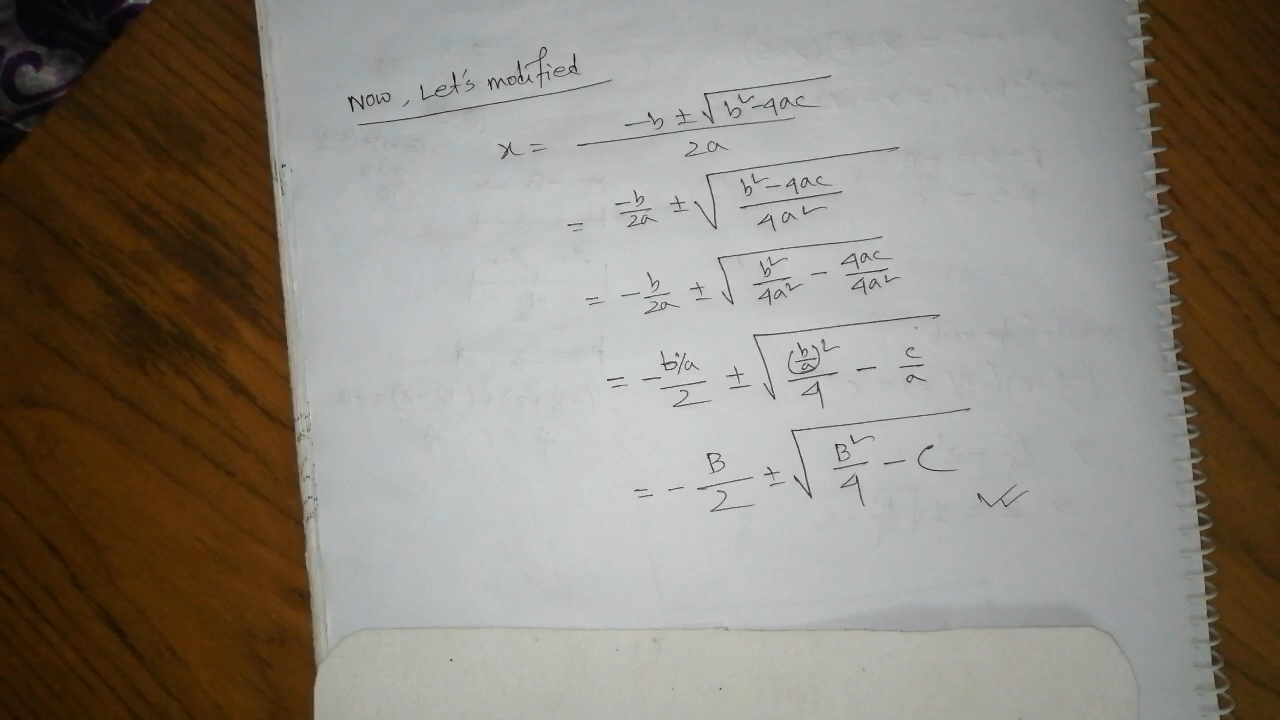 Now, Let's modified
x = (-b ± √(b²-4ac)) / 2a
= -b/2a ± √((b²-4ac)/4a²)
= -b/2a ± √(b²/4a² - 4ac/4a²)
= -(b/a)/2 ± √((b/a)²/4 - c/a)
= -B/2 ± √(B²/4 - C)